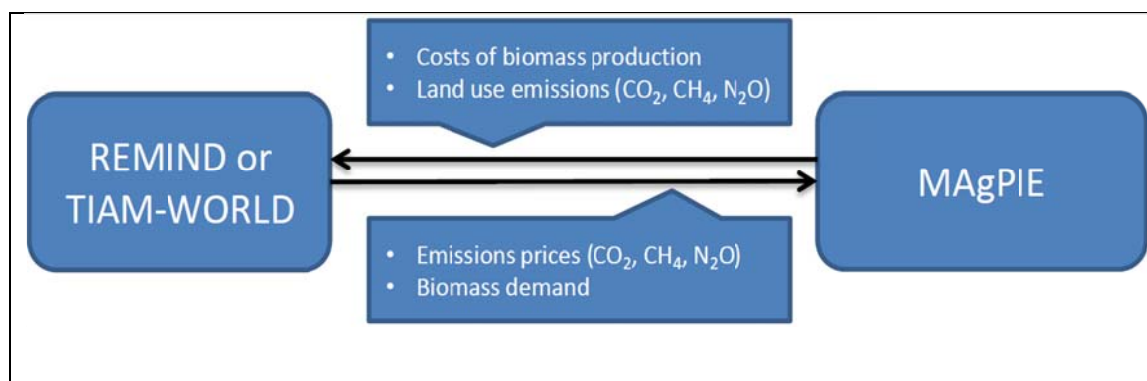 • Costs of biomass production
• Land use emissions (CO₂, CH₄, N₂O)
REMIND or
TIAM-WORLD
MAgPIE
• Emissions prices (CO₂, CH₄, N₂O)
• Biomass demand